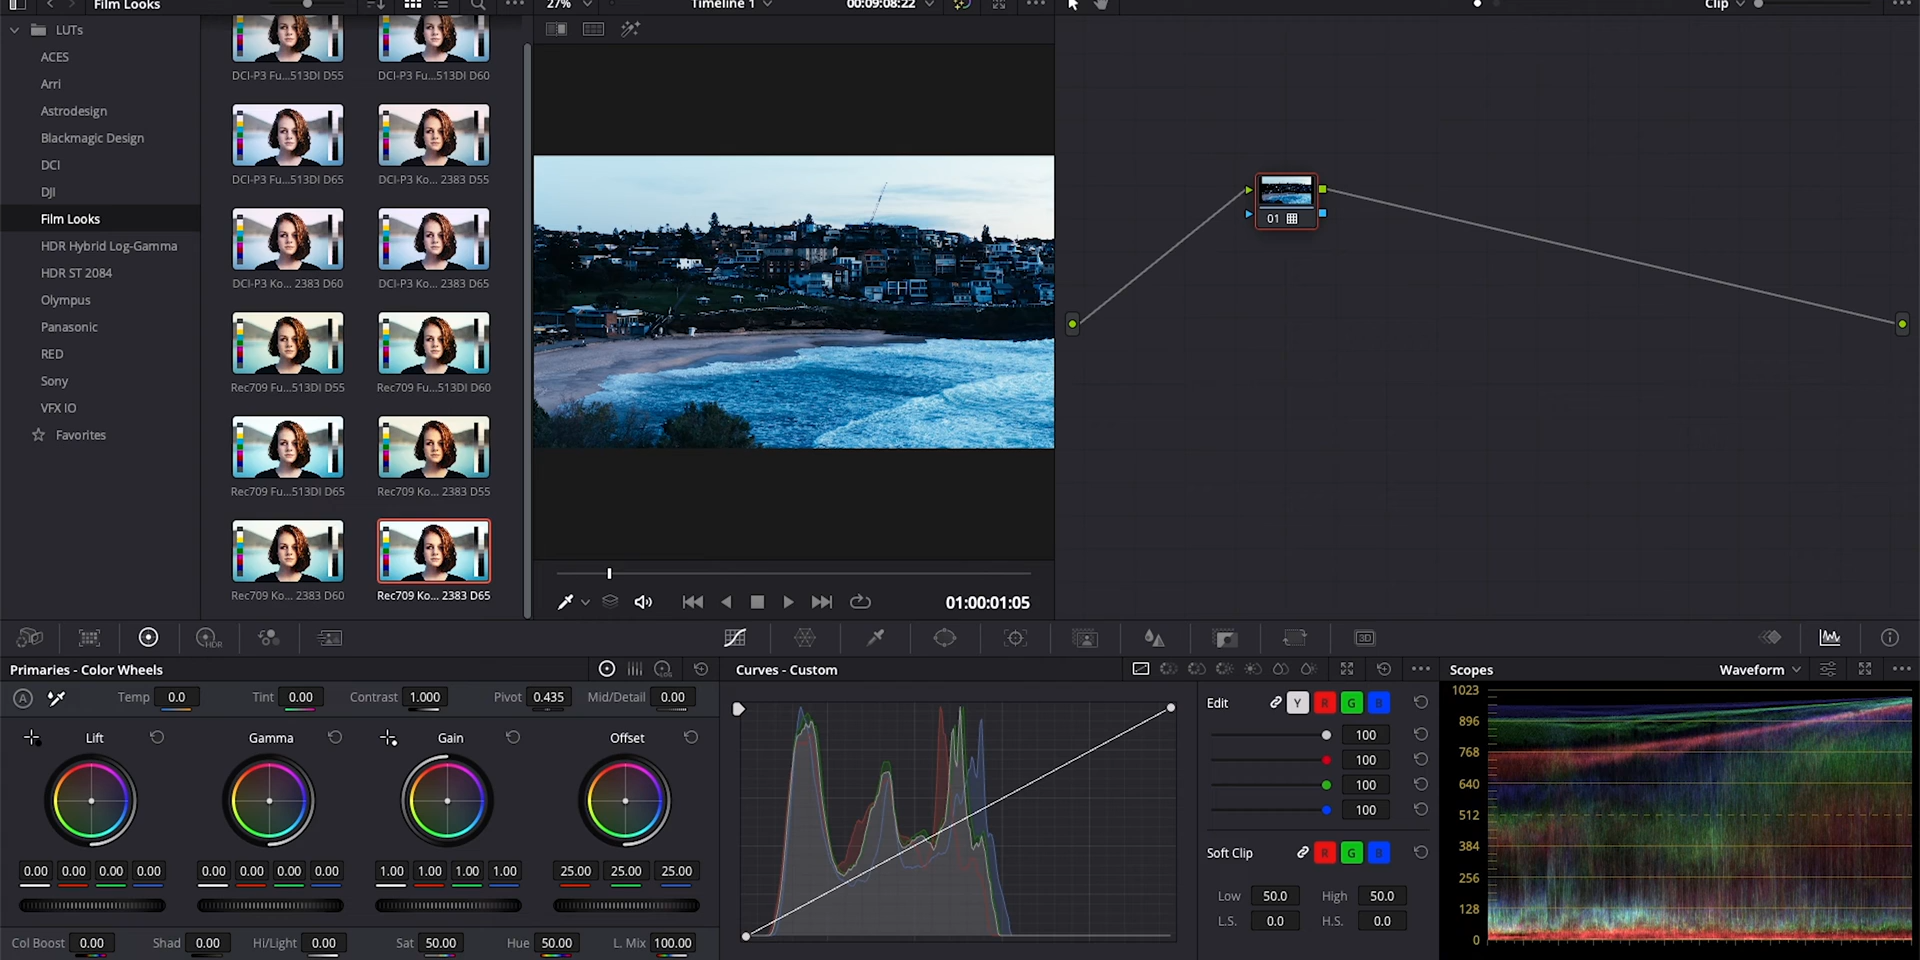 Film Looks
27%
Timeline 1
00:09:08:22
Clip
LUTs
ACES
Arri
Astrodesign
Blackmagic Design
DCI
DJI
Film Looks
HDR Hybrid Log-Gamma
HDR ST 2084
Olympus
Panasonic
RED
Sony
VFX IO
Favorites
DCI-P3 Fu...513DI D55
DCI-P3 Fu...513DI D60
DCI-P3 Fu...513DI D65
DCI-P3 Ko... 2383 D55
DCI-P3 Ko... 2383 D60
DCI-P3 Ko... 2383 D65
Rec709 Fu...513DI D55
Rec709 Fu...513DI D60
Rec709 Fu...513DI D65
Rec709 Ko... 2383 D55
Rec709 Ko... 2383 D60
Rec709 Ko... 2383 D65
01
01:00:01:05
HDR
3D
Primaries - Color Wheels
LOG
A
Temp 0.0
Tint 0.00
Contrast 1.000
Pivot 0.435
Mid/Detail 0.00
Lift
Gamma
Gain
Offset
0.00 0.00 0.00 0.00
0.00 0.00 0.00 0.00
1.00 1.00 1.00 1.00
25.00 25.00 25.00
Col Boost 0.00
Shad 0.00
Hi/Light 0.00
Sat 50.00
Hue 50.00
L. Mix 100.00
Curves - Custom
Edit
Y R G B
100
100
100
100
Soft Clip
R G B
Low 50.0
High 50.0
L.S. 0.0
H.S. 0.0
Scopes
Waveform
1023
896
768
640
512
384
256
128
0